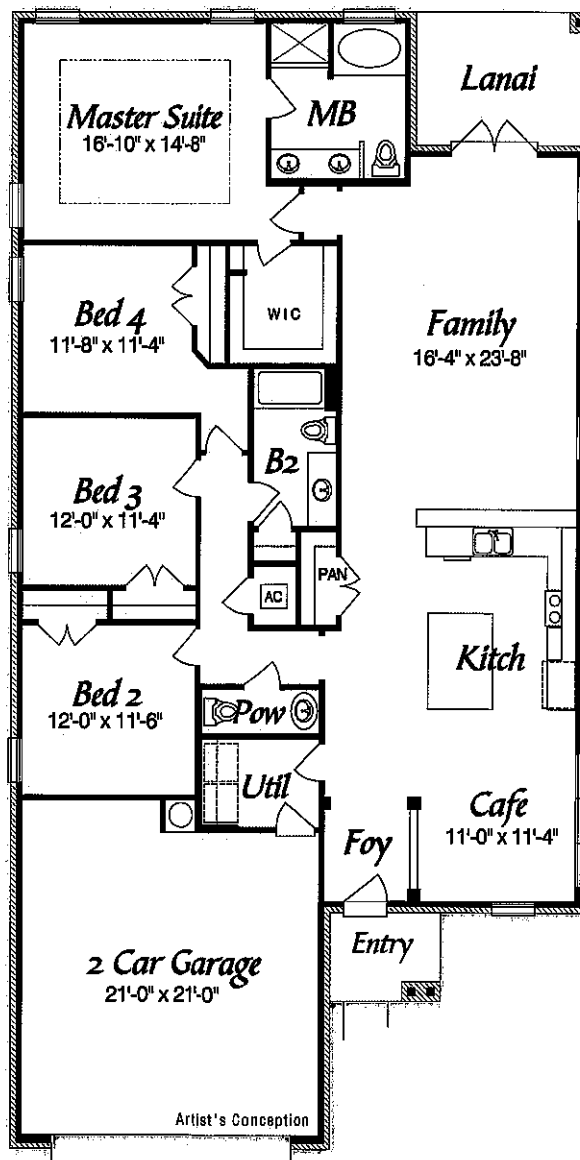 Master Suite
16'-10" x 14'-8"
MB
Lanai
Bed 4
11'-8" x 11'-4"
WIC
Family
16'-4" x 23'-8"
B2
Bed 3
12'-0" x 11'-4"
PAN
AC
Kitch
Bed 2
12'-0" x 11'-6"
Pow
Util
Cafe
11'-0" x 11'-4"
Foy
Entry
2 Car Garage
21'-0" x 21'-0"
Artist's Conception